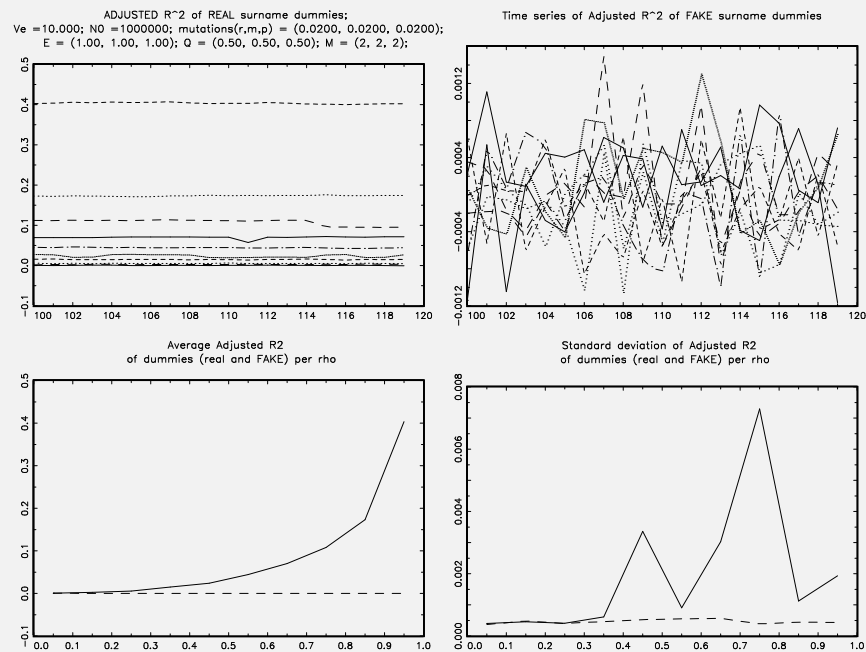 ADJUSTED R^2 of REAL surname dummies;
Ve =10.000; N0 =1000000; mutations(r,m,p) = (0.0200, 0.0200, 0.0200);
E = (1.00, 1.00, 1.00); Q = (0.50, 0.50, 0.50); M = (2, 2, 2);
0.5
0.4
0.3
0.2
0.1
0.0
-0.1
100 102 104 106 108 110 112 114 116 118 120
Time series of Adjusted R^2 of FAKE surname dummies
0.0012
0.0004
-0.0004
-0.0012
100 102 104 106 108 110 112 114 116 118 120
Average Adjusted R2
of dummies (real and FAKE) per rho
0.5
0.4
0.3
0.2
0.1
0.0
-0.1
0.0 0.1 0.2 0.3 0.4 0.5 0.6 0.7 0.8 0.9 1.0
Standard deviation of Adjusted R2
of dummies (real and FAKE) per rho
0.008
0.006
0.004
0.002
0.000
0.0 0.1 0.2 0.3 0.4 0.5 0.6 0.7 0.8 0.9 1.0